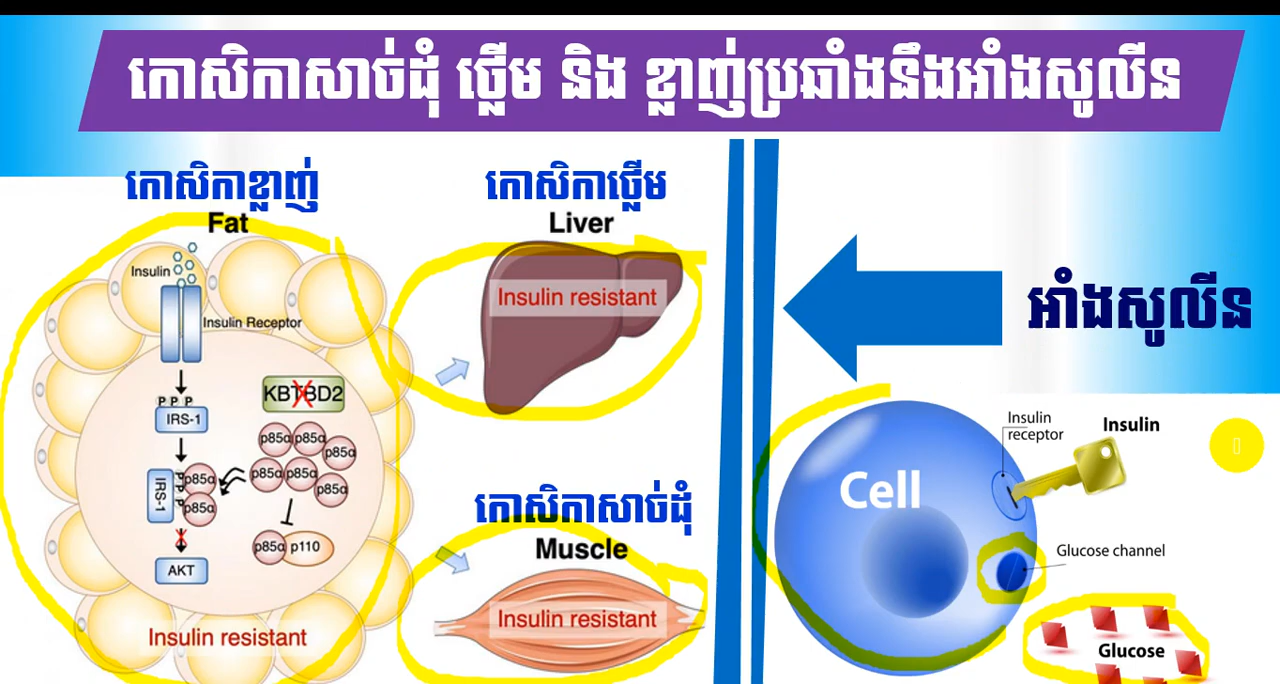 កោសិកាសាច់ដុំ ថ្លើម និង ខ្លាញ់ប្រឆាំងនឹងអាំងសូលីន
កោសិកាខ្លាញ់
Fat
Insulin
Insulin Receptor
P P P
IRS-1
KBTBD2
p85α p85α
p85α
p85α p85α
p85α
IRS-1
P
P
P
p85α
p85α
AKT
p85α p110
Insulin resistant
កោសិកាថ្លើម
Liver
Insulin resistant
កោសិកាសាច់ដុំ
Muscle
Insulin resistant
អាំងសូលីន
Cell
Insulin
receptor
Insulin
Glucose channel
Glucose